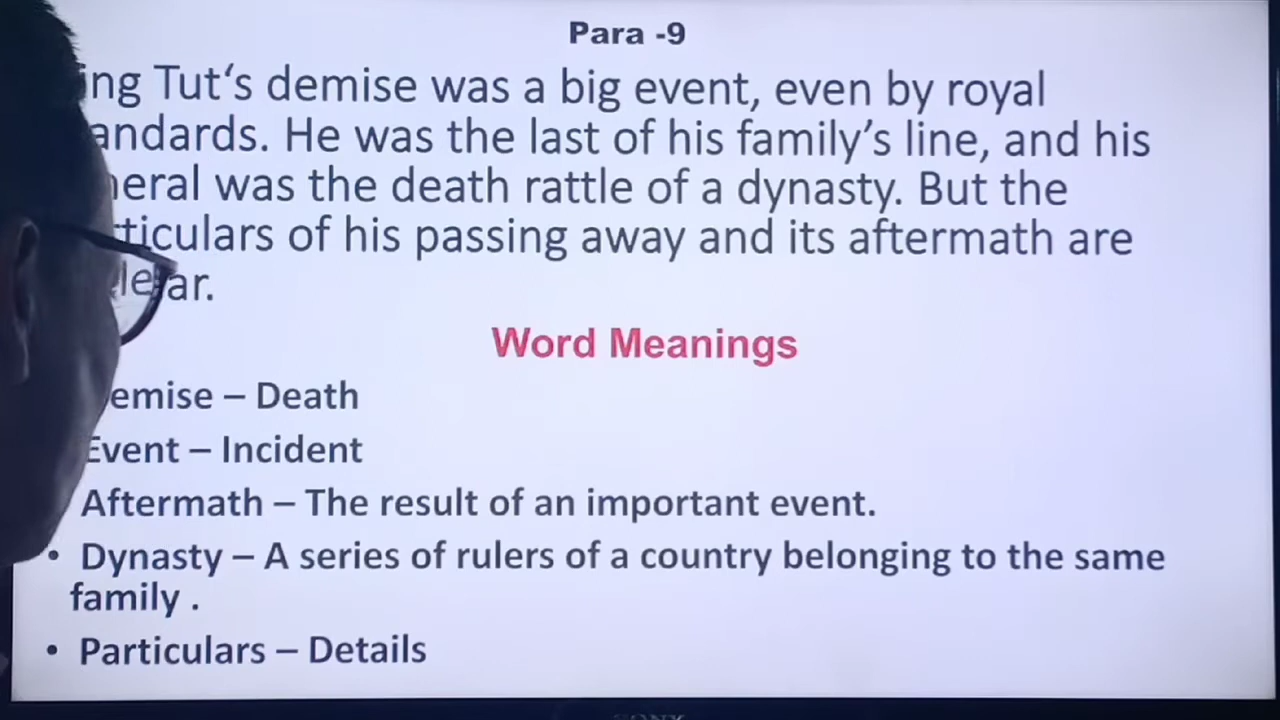 Para -9
ing Tut‘s demise was a big event, even by royal
andards. He was the last of his family’s line, and his
eral was the death rattle of a dynasty. But the
ticulars of his passing away and its aftermath are
lear.
Word Meanings
emise – Death
Event – Incident
Aftermath – The result of an important event.
• Dynasty – A series of rulers of a country belonging to the same
family .
• Particulars – Details